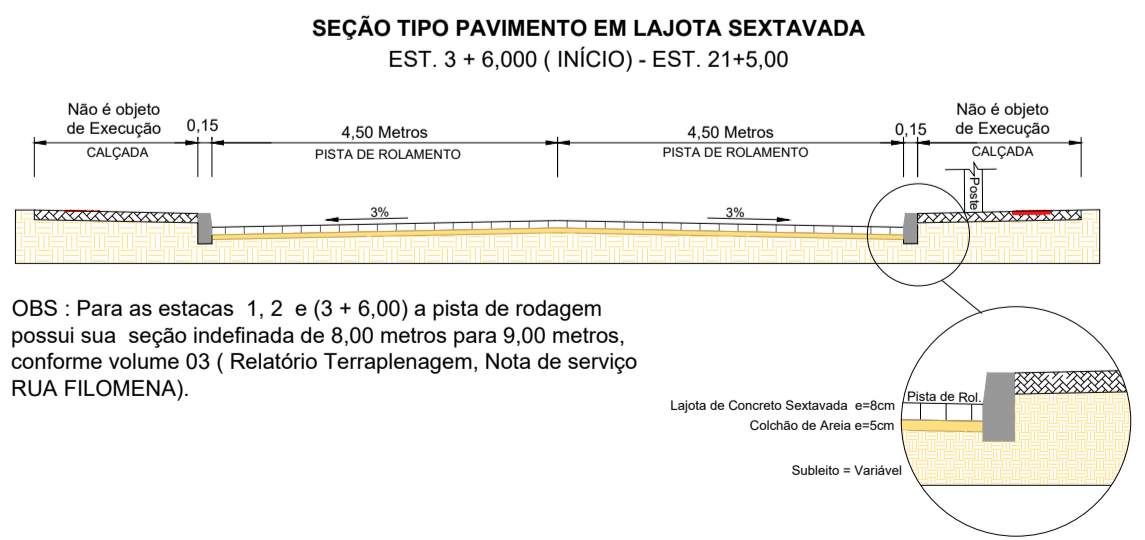 SEÇÃO TIPO PAVIMENTO EM LAJOTA SEXTAVADA
EST. 3 + 6,000 ( INÍCIO) - EST. 21+5,00
Não é objeto
de Execução
CALÇADA
0,15
4,50 Metros
PISTA DE ROLAMENTO
4,50 Metros
PISTA DE ROLAMENTO
0,15
Não é objeto
de Execução
CALÇADA
Poste
3%
3%
OBS : Para as estacas 1, 2 e (3 + 6,00) a pista de rodagem
possui sua seção indefinada de 8,00 metros para 9,00 metros,
conforme volume 03 ( Relatório Terraplenagem, Nota de serviço
RUA FILOMENA).
Pista de Rol.
Lajota de Concreto Sextavada e=8cm
Colchão de Areia e=5cm
Subleito = Variável